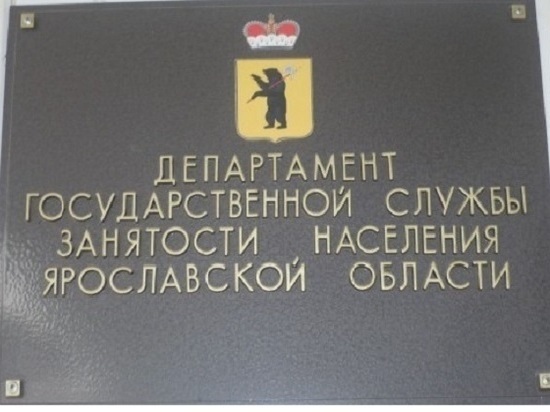 ДЕПАРТАМЕНТ
ГОСУДАРСТВЕННОЙ СЛУЖБЫ
ЗАНЯТОСТИ НАСЕЛЕНИЯ
ЯРОСЛАВСКОЙ ОБЛАСТИ